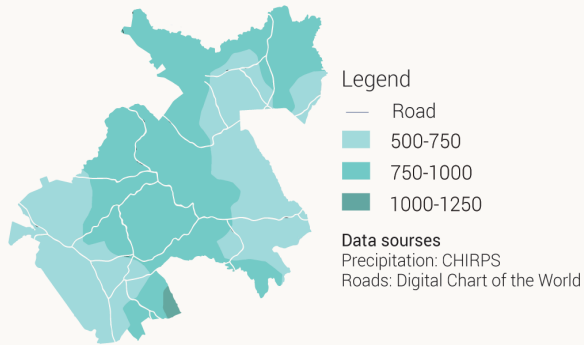 Legend
Road
500-750
750-1000
1000-1250
Data sourses
Precipitation: CHIRPS
Roads: Digital Chart of the World